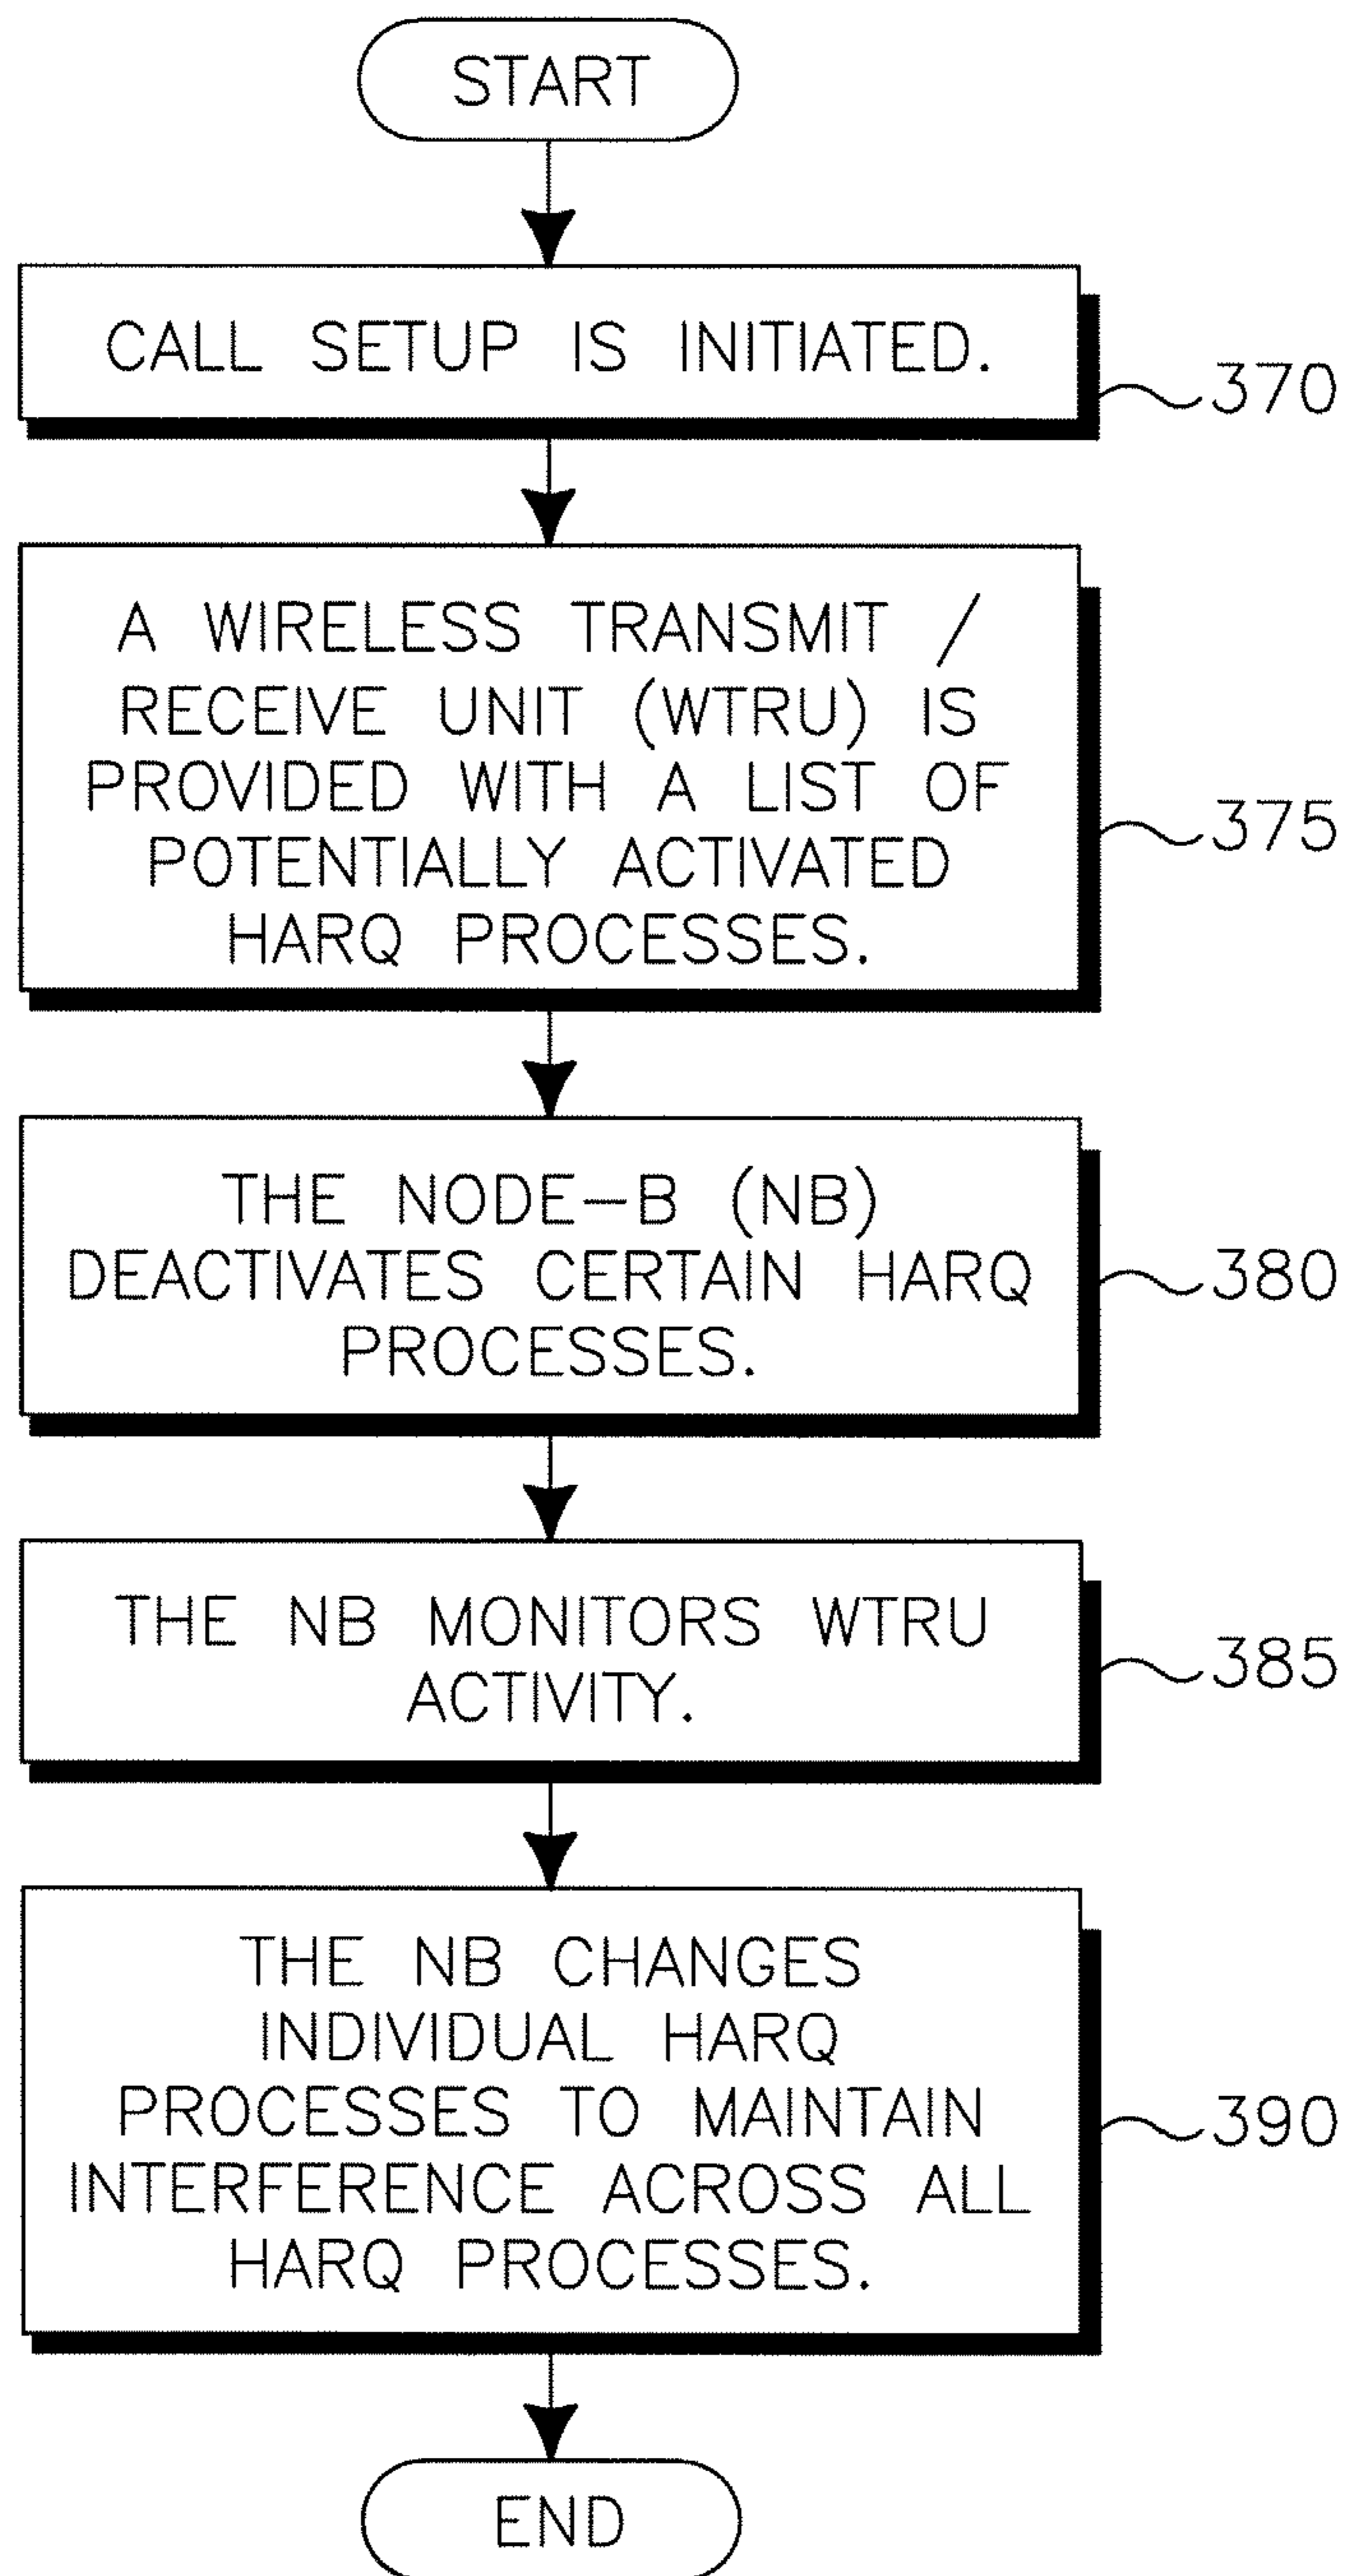 START
CALL SETUP IS INITIATED.
370
A WIRELESS TRANSMIT /
RECEIVE UNIT (WTRU) IS
PROVIDED WITH A LIST OF
POTENTIALLY ACTIVATED
HARQ PROCESSES.
375
THE NODE-B (NB)
DEACTIVATES CERTAIN HARQ
PROCESSES.
380
THE NB MONITORS WTRU
ACTIVITY.
385
THE NB CHANGES
INDIVIDUAL HARQ
PROCESSES TO MAINTAIN
INTERFERENCE ACROSS ALL
HARQ PROCESSES.
390
END